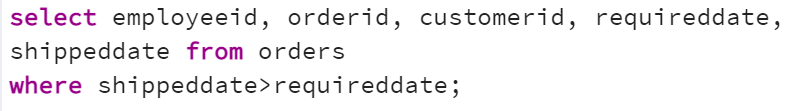 select employeeid, orderid, customerid, requireddate,
shippeddate from orders
where shippeddate>requireddate;